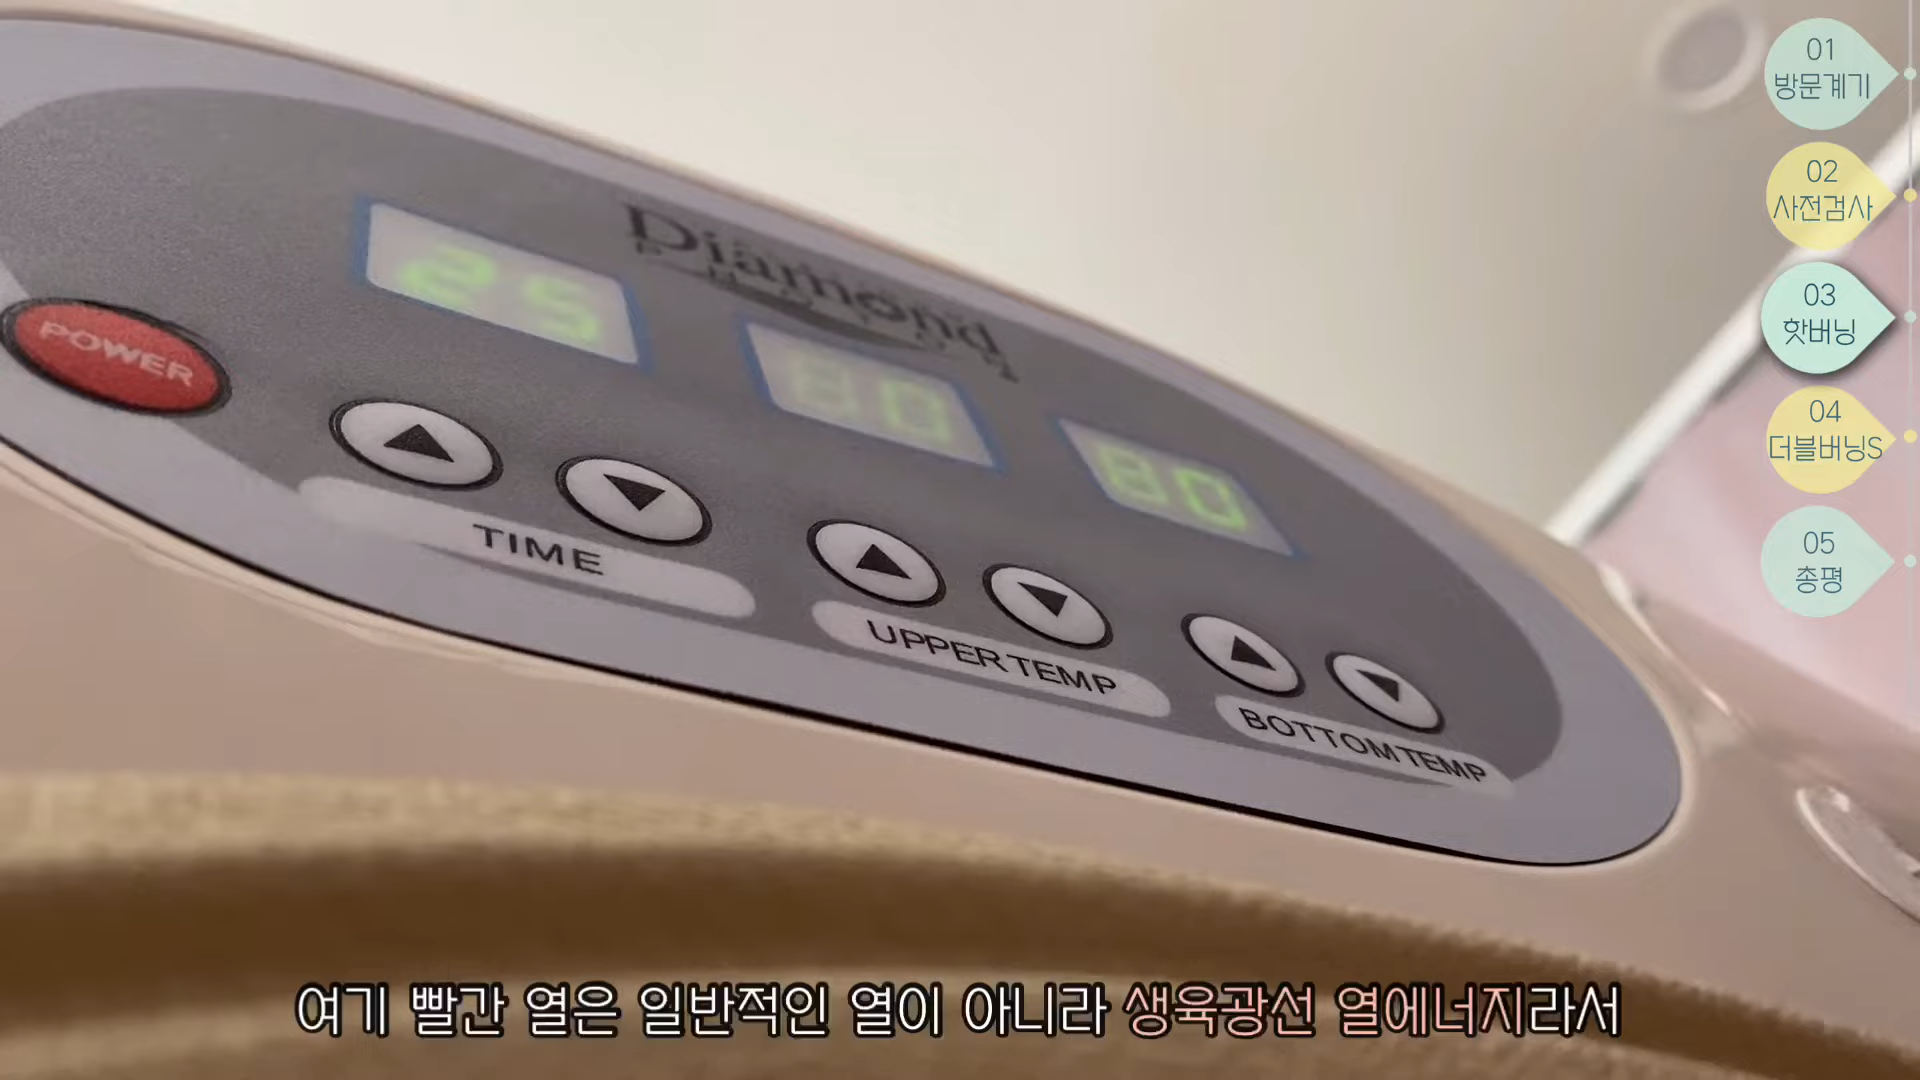 01
방문계기
02
사전검사
03
핫버닝
04
더블버닝S
05
총평
Diamond
25
80
80
POWER
TIME
UPPER TEMP
BOTTOM TEMP
여기 빨간 열은 일반적인 열이 아니라 생육광선 열에너지라서